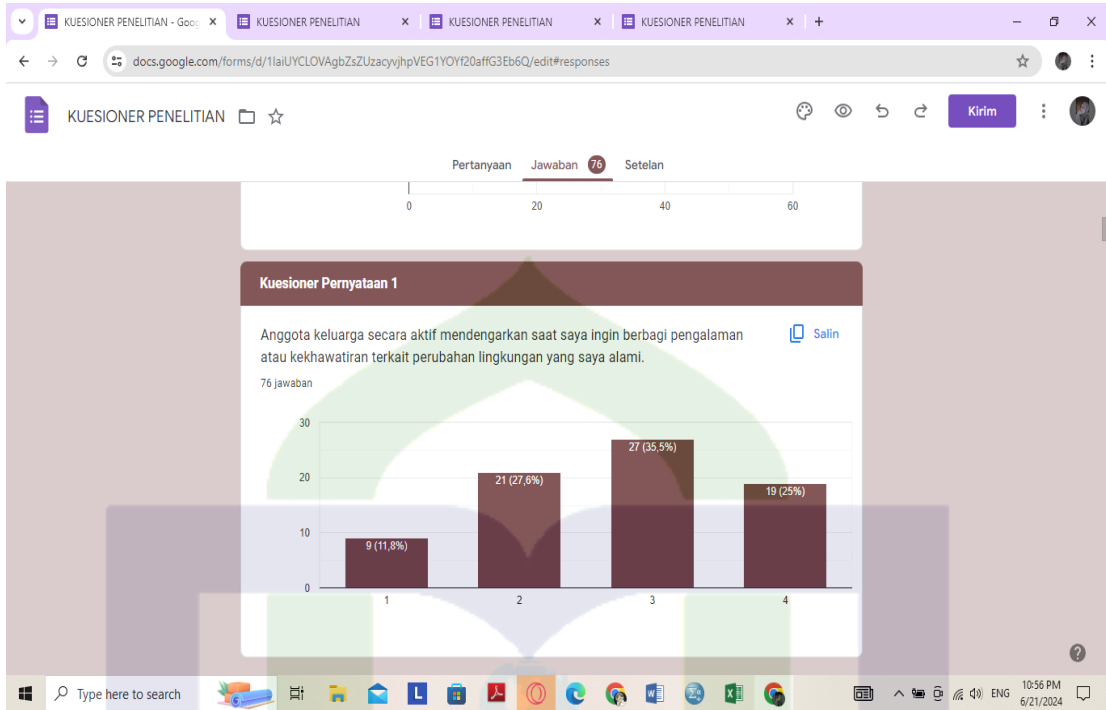 KUESIONER PENELITIAN - Goog
KUESIONER PENELITIAN
KUESIONER PENELITIAN
KUESIONER PENELITIAN
docs.google.com/forms/d/1IaiUYCLOVAgbZsZUzacyvjhpVEG1YOYf20affG3Eb6Q/edit#responses
KUESIONER PENELITIAN
Kirim
Pertanyaan Jawaban 76 Setelan
0 20 40 60
Kuesioner Pernyataan 1
Anggota keluarga secara aktif mendengarkan saat saya ingin berbagi pengalaman
atau kekhawatiran terkait perubahan lingkungan yang saya alami.
Salin
76 jawaban
30
20
10
0
9 (11,8%)
21 (27,6%)
27 (35,5%)
19 (25%)
1 2 3 4
Type here to search
ENG
10:56 PM
6/21/2024